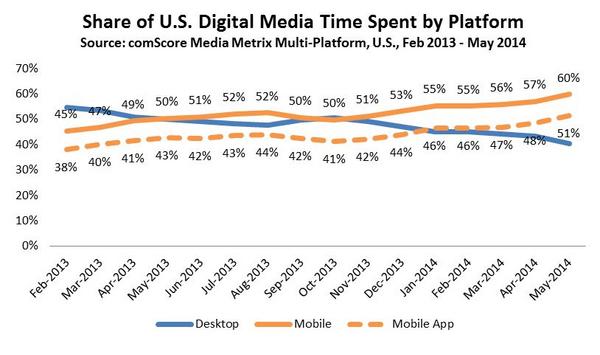 Share of U.S. Digital Media Time Spent by Platform
Source: comScore Media Metrix Multi-Platform, U.S., Feb 2013 - May 2014
70%
60%
50%
40%
30%
20%
10%
0%
45% 47% 49% 50% 51% 52% 52% 50% 50% 51% 53% 55% 55% 56% 57% 60%
38% 40% 41% 43% 42% 43% 44% 42% 41% 42% 44% 46% 46% 47% 48% 51%
Feb-2013 Mar-2013 Apr-2013 May-2013 Jun-2013 Jul-2013 Aug-2013 Sep-2013 Oct-2013 Nov-2013 Dec-2013 Jan-2014 Feb-2014 Mar-2014 Apr-2014 May-2014
Desktop Mobile Mobile App